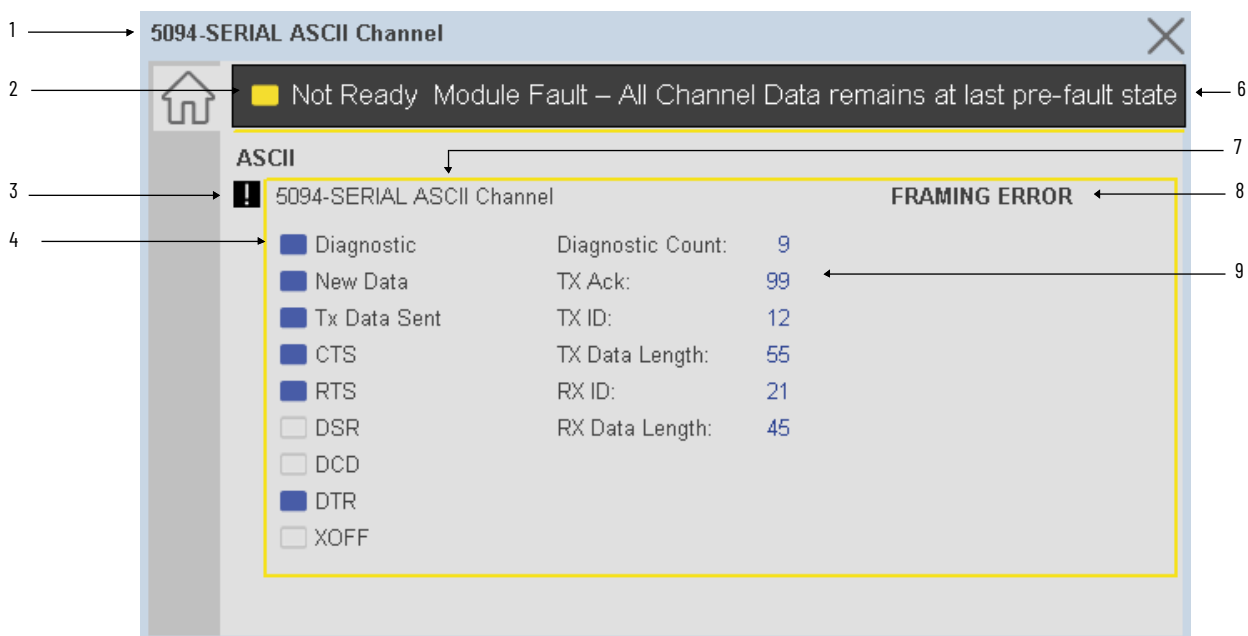 1
5094-SERIAL ASCII Channel
2
Not Ready Module Fault – All Channel Data remains at last pre-fault state
6
ASCII
7
3
!
5094-SERIAL ASCII Channel
FRAMING ERROR
8
4
Diagnostic
Diagnostic Count: 9
New Data
TX Ack: 99
9
Tx Data Sent
TX ID: 12
CTS
TX Data Length: 55
RTS
RX ID: 21
DSR
RX Data Length: 45
DCD
DTR
XOFF